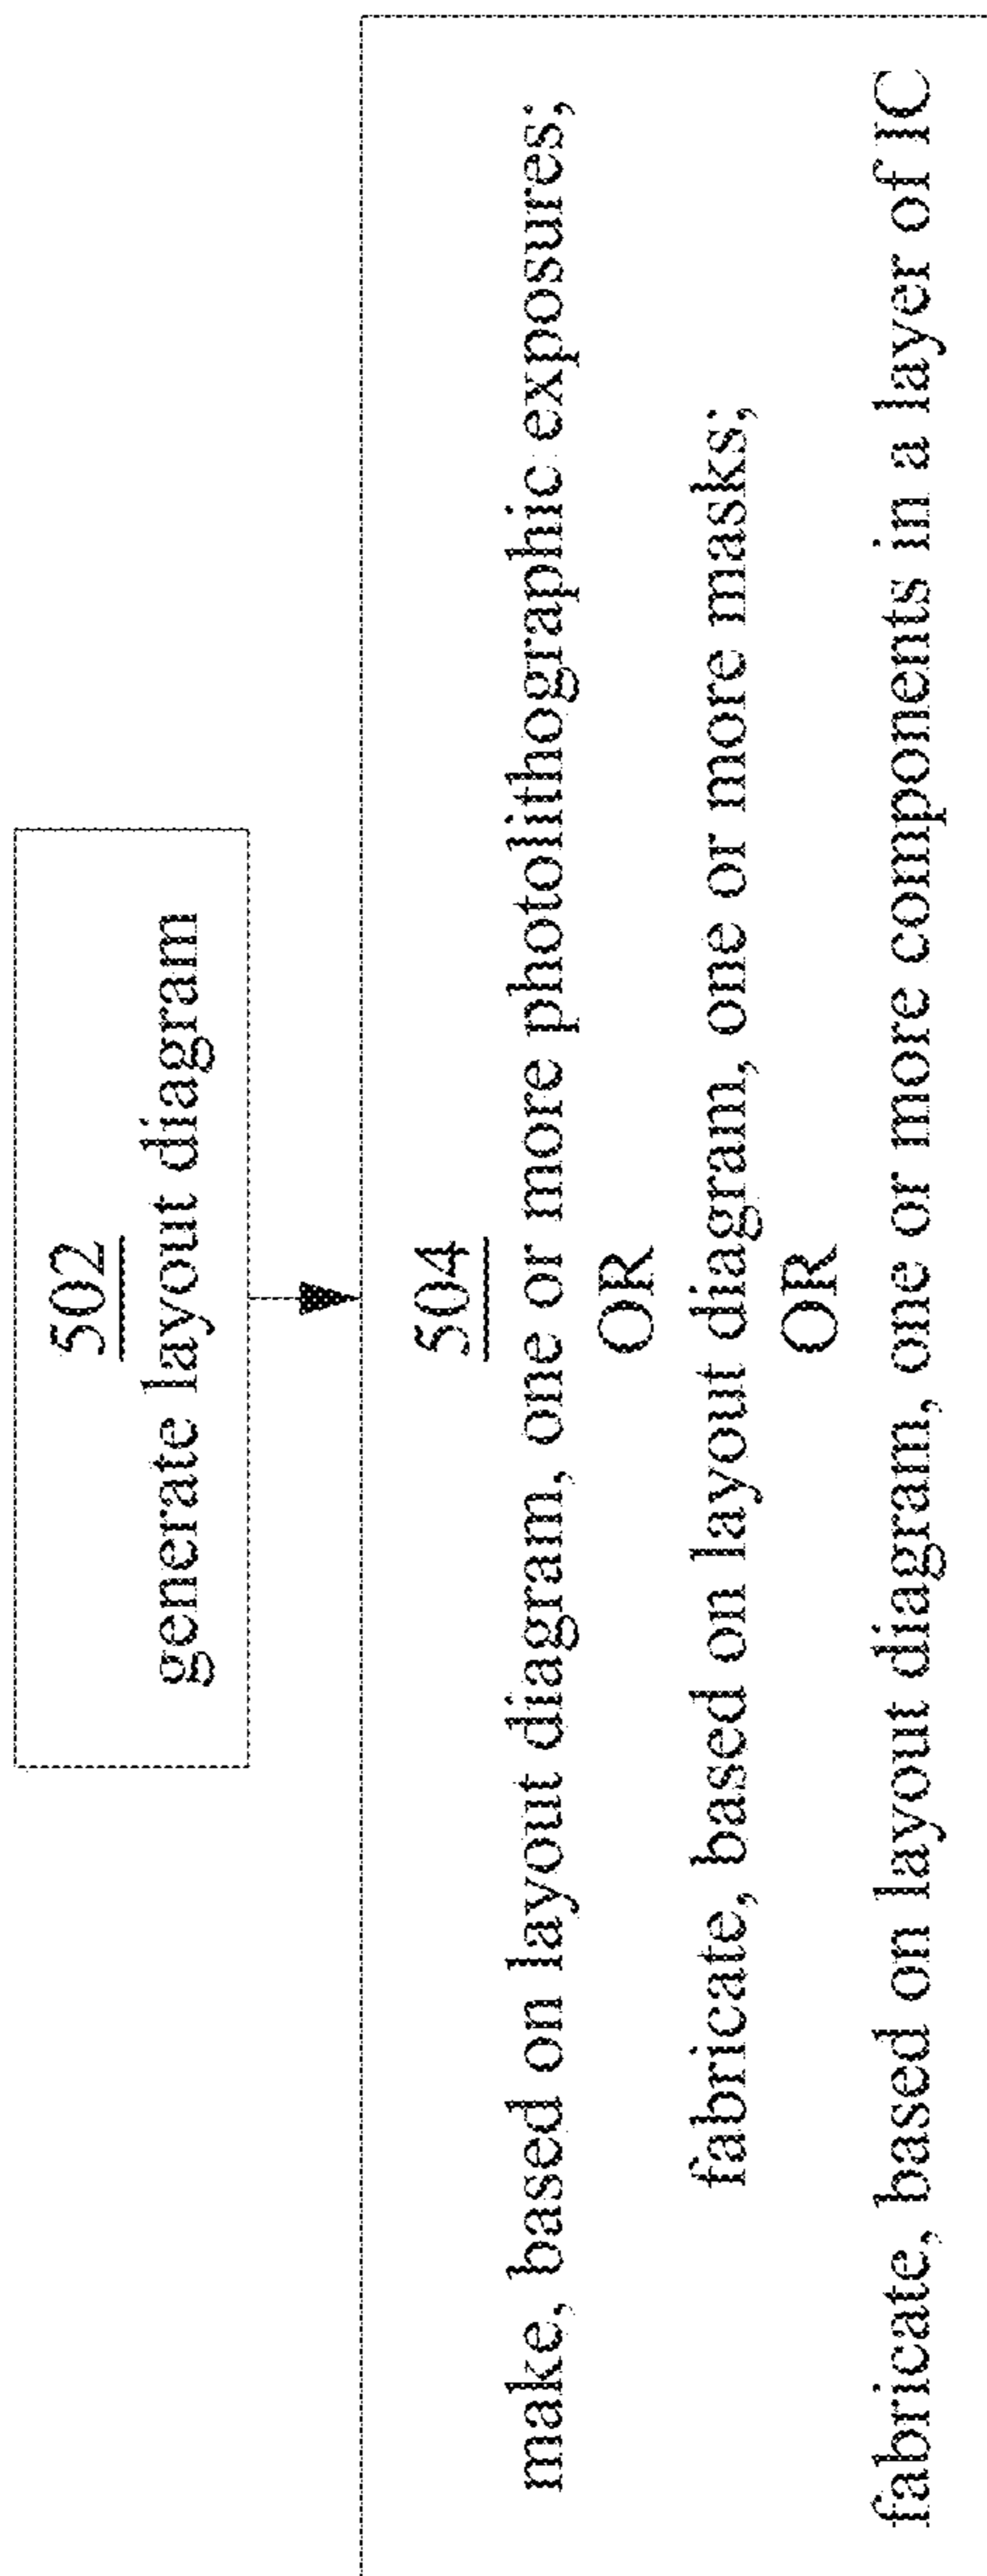 502
generate layout diagram
504
make, based on layout diagram, one or more photolithographic exposures;
OR
fabricate, based on layout diagram, one or more masks;
OR
fabricate, based on layout diagram, one or more components in a layer of IC